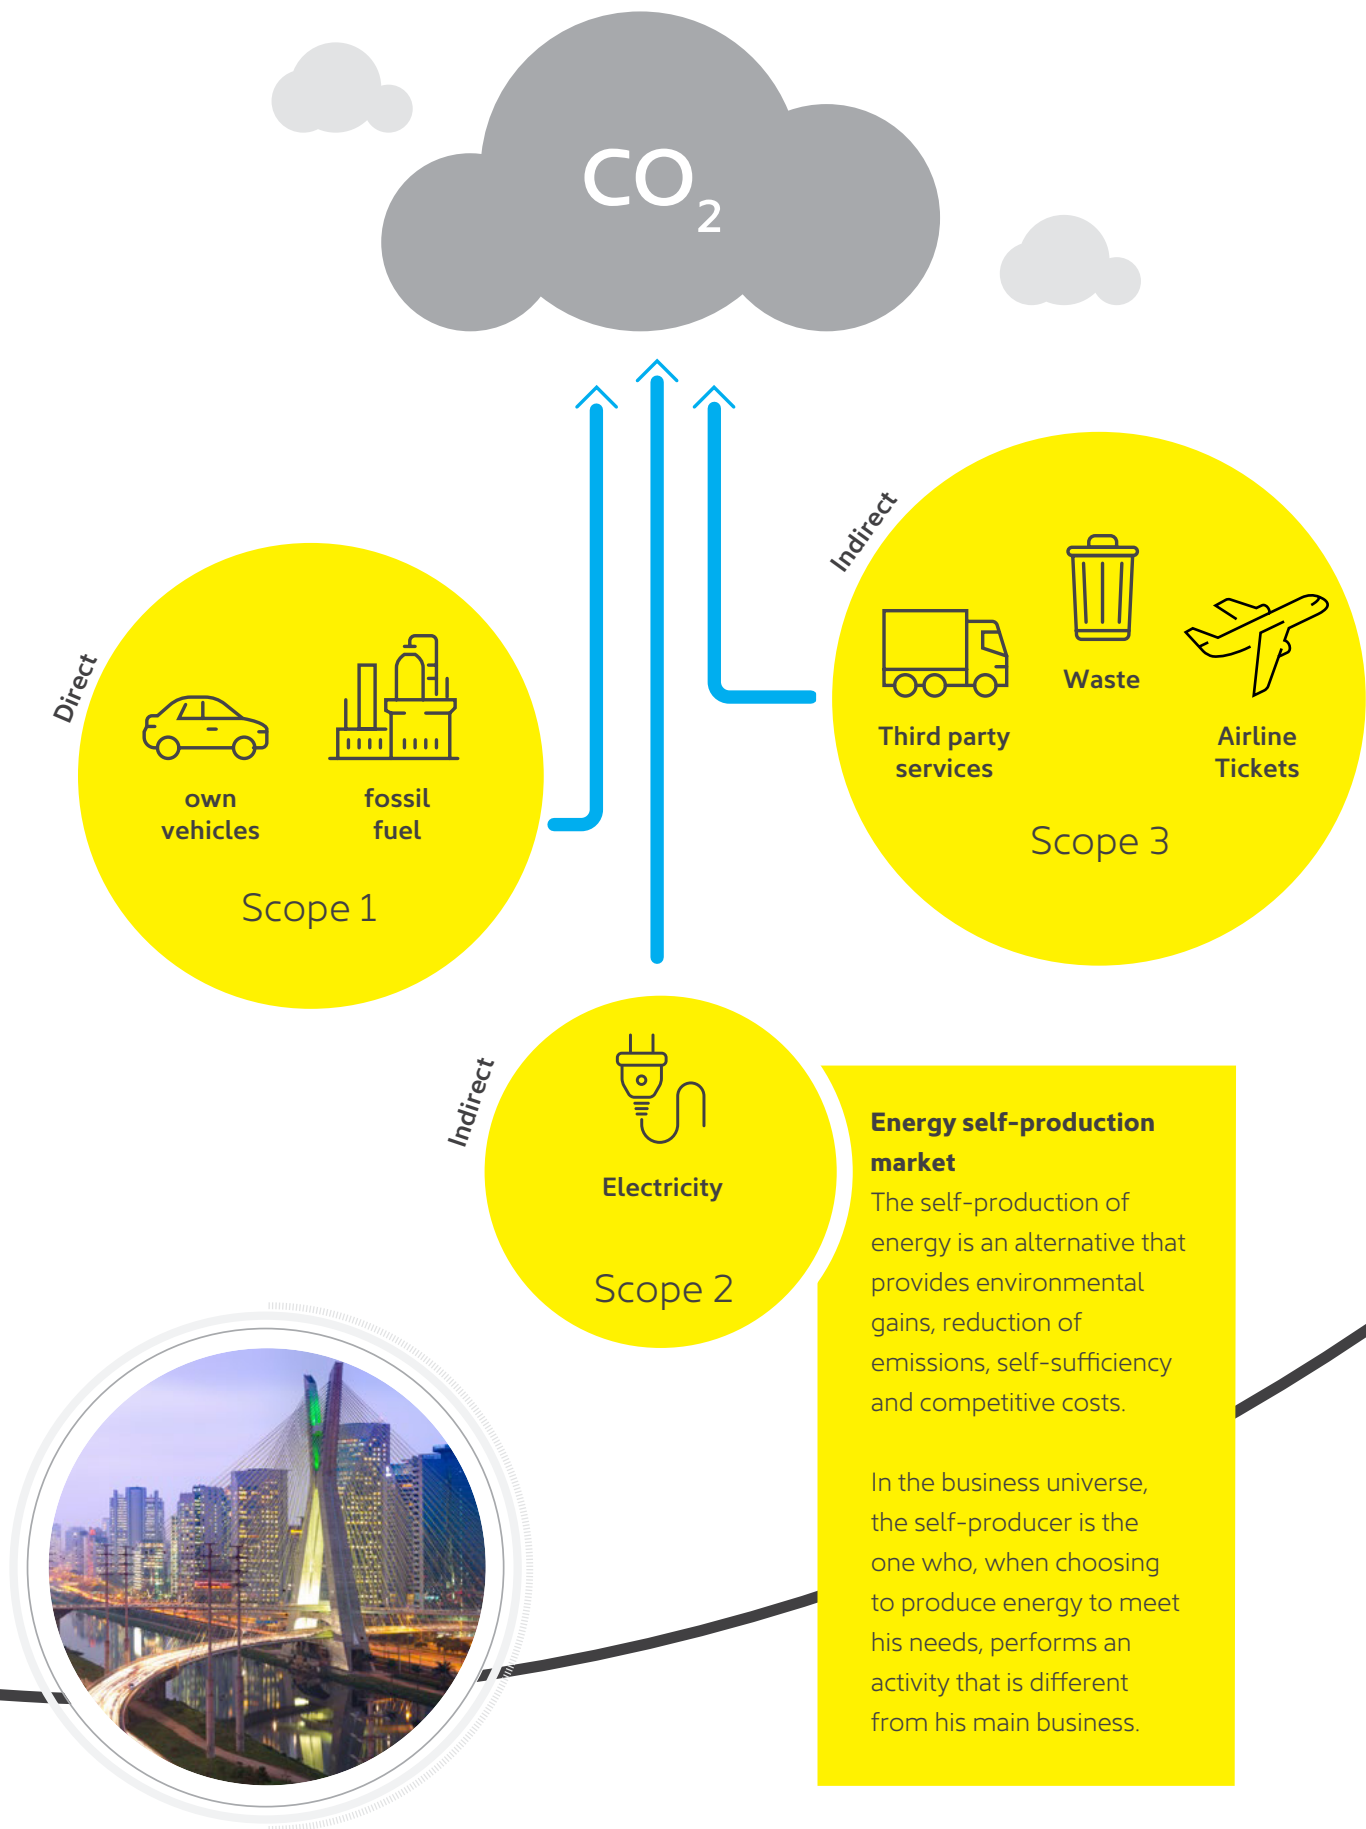 CO₂
Direct
own
vehicles
fossil
fuel
Scope 1
Indirect
Third party
services
Waste
Airline
Tickets
Scope 3
Indirect
Electricity
Scope 2
Energy self-production
market
The self-production of
energy is an alternative that
provides environmental
gains, reduction of
emissions, self-sufficiency
and competitive costs.
In the business universe,
the self-producer is the
one who, when choosing
to produce energy to meet
his needs, performs an
activity that is different
from his main business.